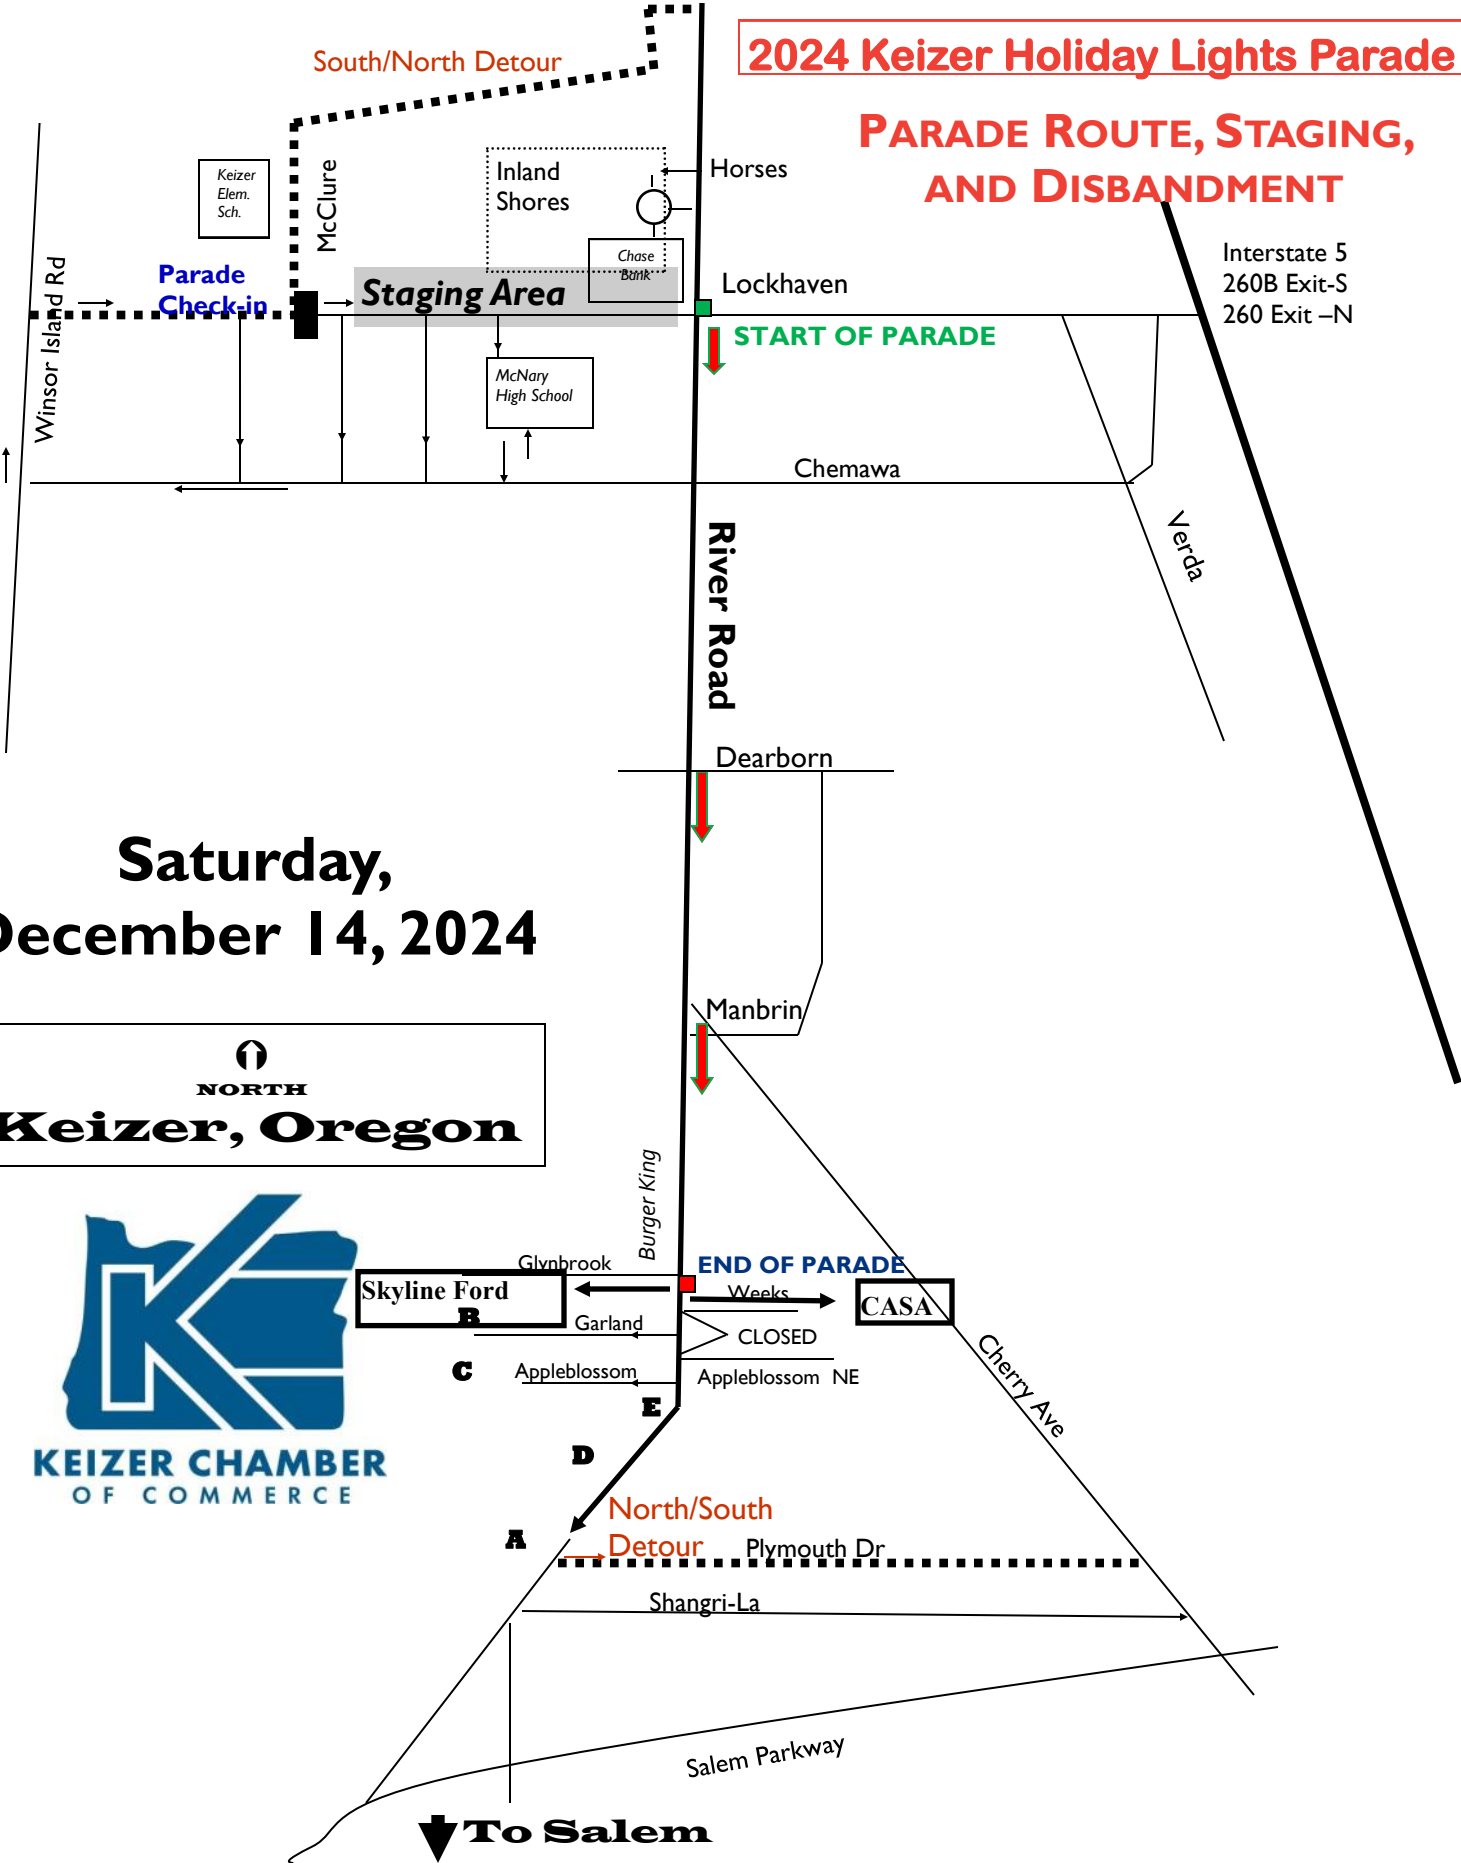 2024 Keizer Holiday Lights Parade
PARADE ROUTE, STAGING,
AND DISBANDMENT
South/North Detour
Keizer
Elem.
Sch.
McClure
Inland
Shores
Horses
Chase
Bank
Interstate 5
260B Exit-S
260 Exit –N
Winsor Island Rd
Parade
Check-in
Staging Area
Lockhaven
START OF PARADE
McNary
High School
Chemawa
River Road
Verda
Dearborn
Saturday,
December 14, 2024
Manbrin
NORTH
Keizer, Oregon
Burger King
Glynbrook
END OF PARADE
Skyline Ford
B
Weeks
CASA
Garland
CLOSED
C
Appleblossom
Appleblossom NE
Cherry Ave
E
D
K
KEIZER CHAMBER
OF COMMERCE
A
North/South
Detour
Plymouth Dr
Shangri-La
Salem Parkway
To Salem